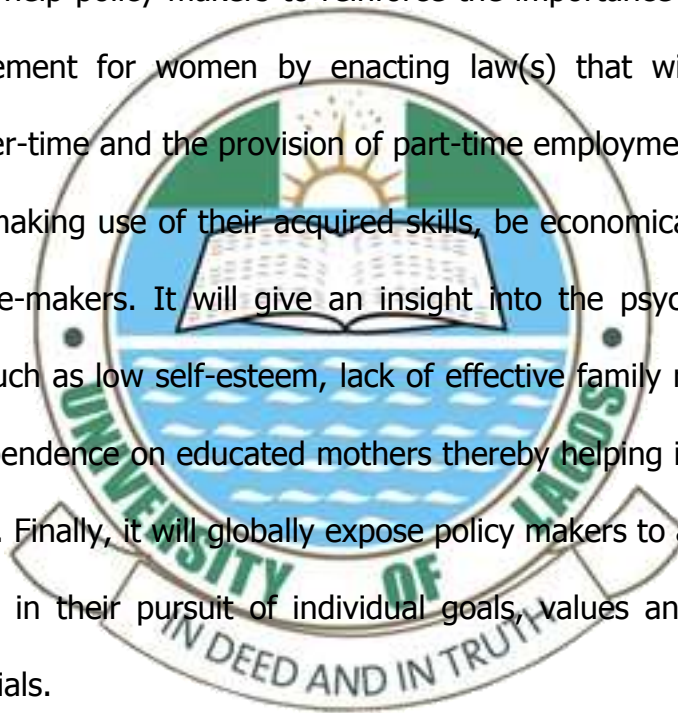 help policy makers to reinforce the importance
ement for women by enacting law(s) that wi
er-time and the provision of part-time employme
making use of their acquired skills, be economica
e-makers. It will give an insight into the psyc
uch as low self-esteem, lack of effective family
pendence on educated mothers thereby helping i
. Finally, it will globally expose policy makers to a
in their pursuit of individual goals, values an
ials.
UNIVERSITY OF LAGOS
IN DEED AND IN TRUTH